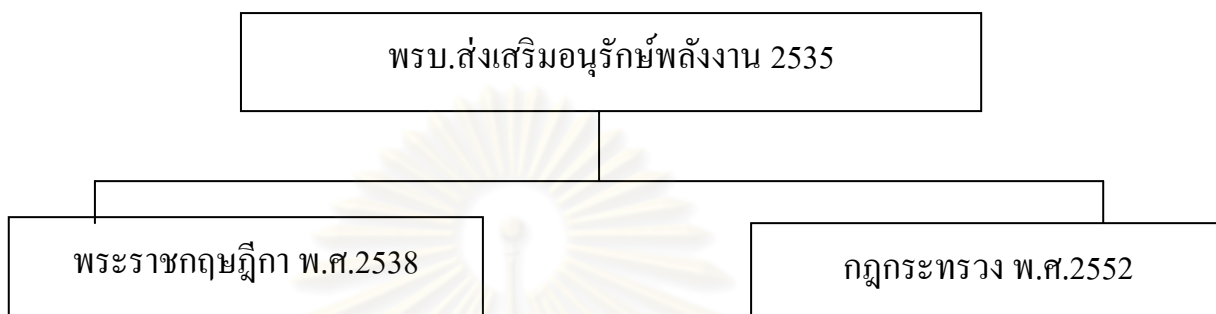 พรบ.ส่งเสริมอนุรักษ์พลังงาน 2535
พระราชกฤษฎีกา พ.ศ.2538
กฎกระทรวง พ.ศ.2552